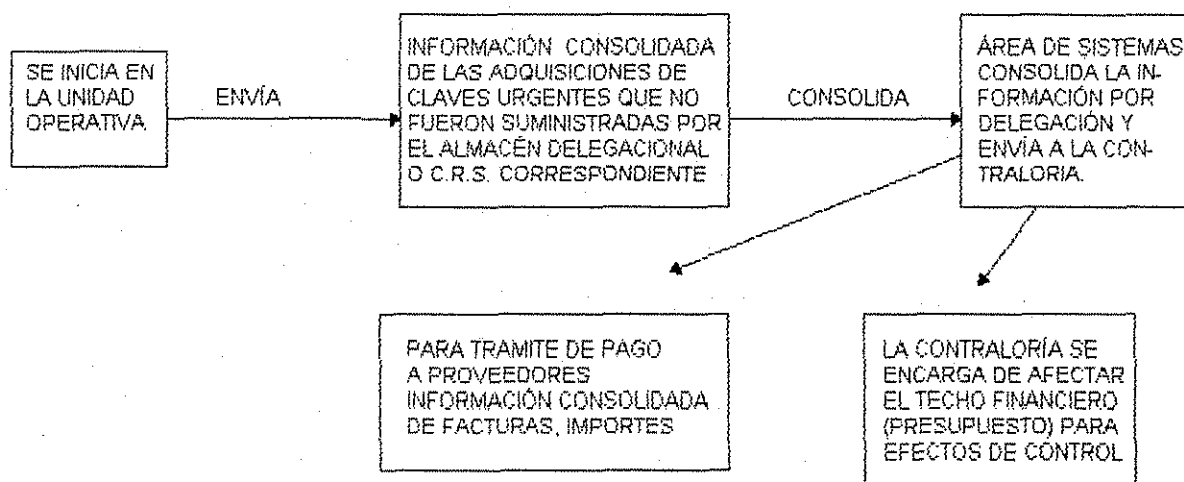 SE INICIA EN
LA UNIDAD
OPERATIVA.
ENVÍA
INFORMACIÓN CONSOLIDADA
DE LAS ADQUISICIONES DE
CLAVES URGENTES QUE NO
FUERON SUMINISTRADAS POR
EL ALMACÉN DELEGACIONAL
O C.R.S. CORRESPONDIENTE
CONSOLIDA
ÁREA DE SISTEMAS
CONSOLIDA LA IN-
FORMACIÓN POR
DELEGACIÓN Y
ENVÍA A LA CON-
TRALORIA.
PARA TRAMITE DE PAGO
A PROVEEDORES
INFORMACIÓN CONSOLIDADA
DE FACTURAS, IMPORTES
LA CONTRALORÍA SE
ENCARGA DE AFECTAR
EL TECHO FINANCIERO
(PRESUPUESTO) PARA
EFECTOS DE CONTROL